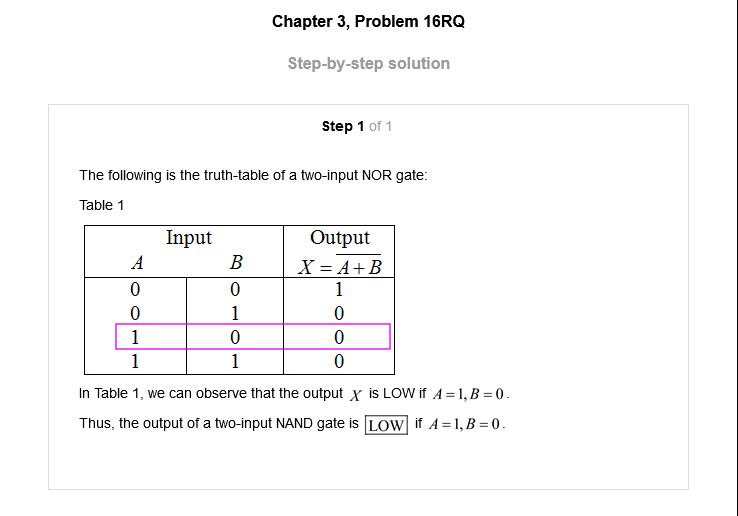 Chapter 3, Problem 16RQ
Step-by-step solution
Step 1 of 1
The following is the truth-table of a two-input NOR gate:
Table 1
Input Output
A B X = \overline{A+B}
0 0 1
0 1 0
1 0 0
1 1 0
In Table 1, we can observe that the output X is LOW if A = 1, B = 0.
Thus, the output of a two-input NAND gate is LOW if A = 1, B = 0.